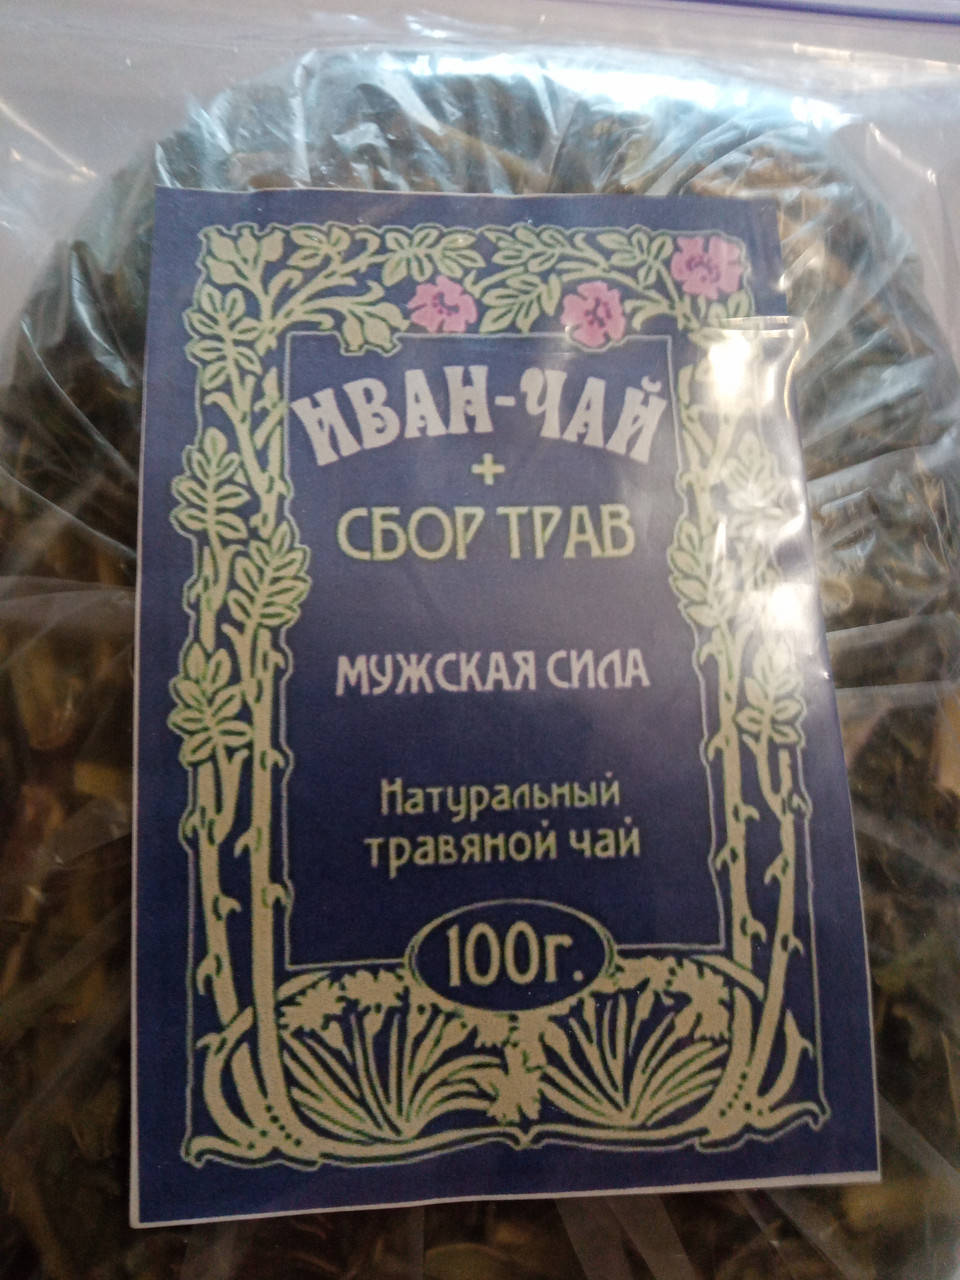 ИВАН-ЧАЙ
+
СБОР ТРАВ
МУЖСКАЯ СИЛА
Натуральный
травяной чай
100г.